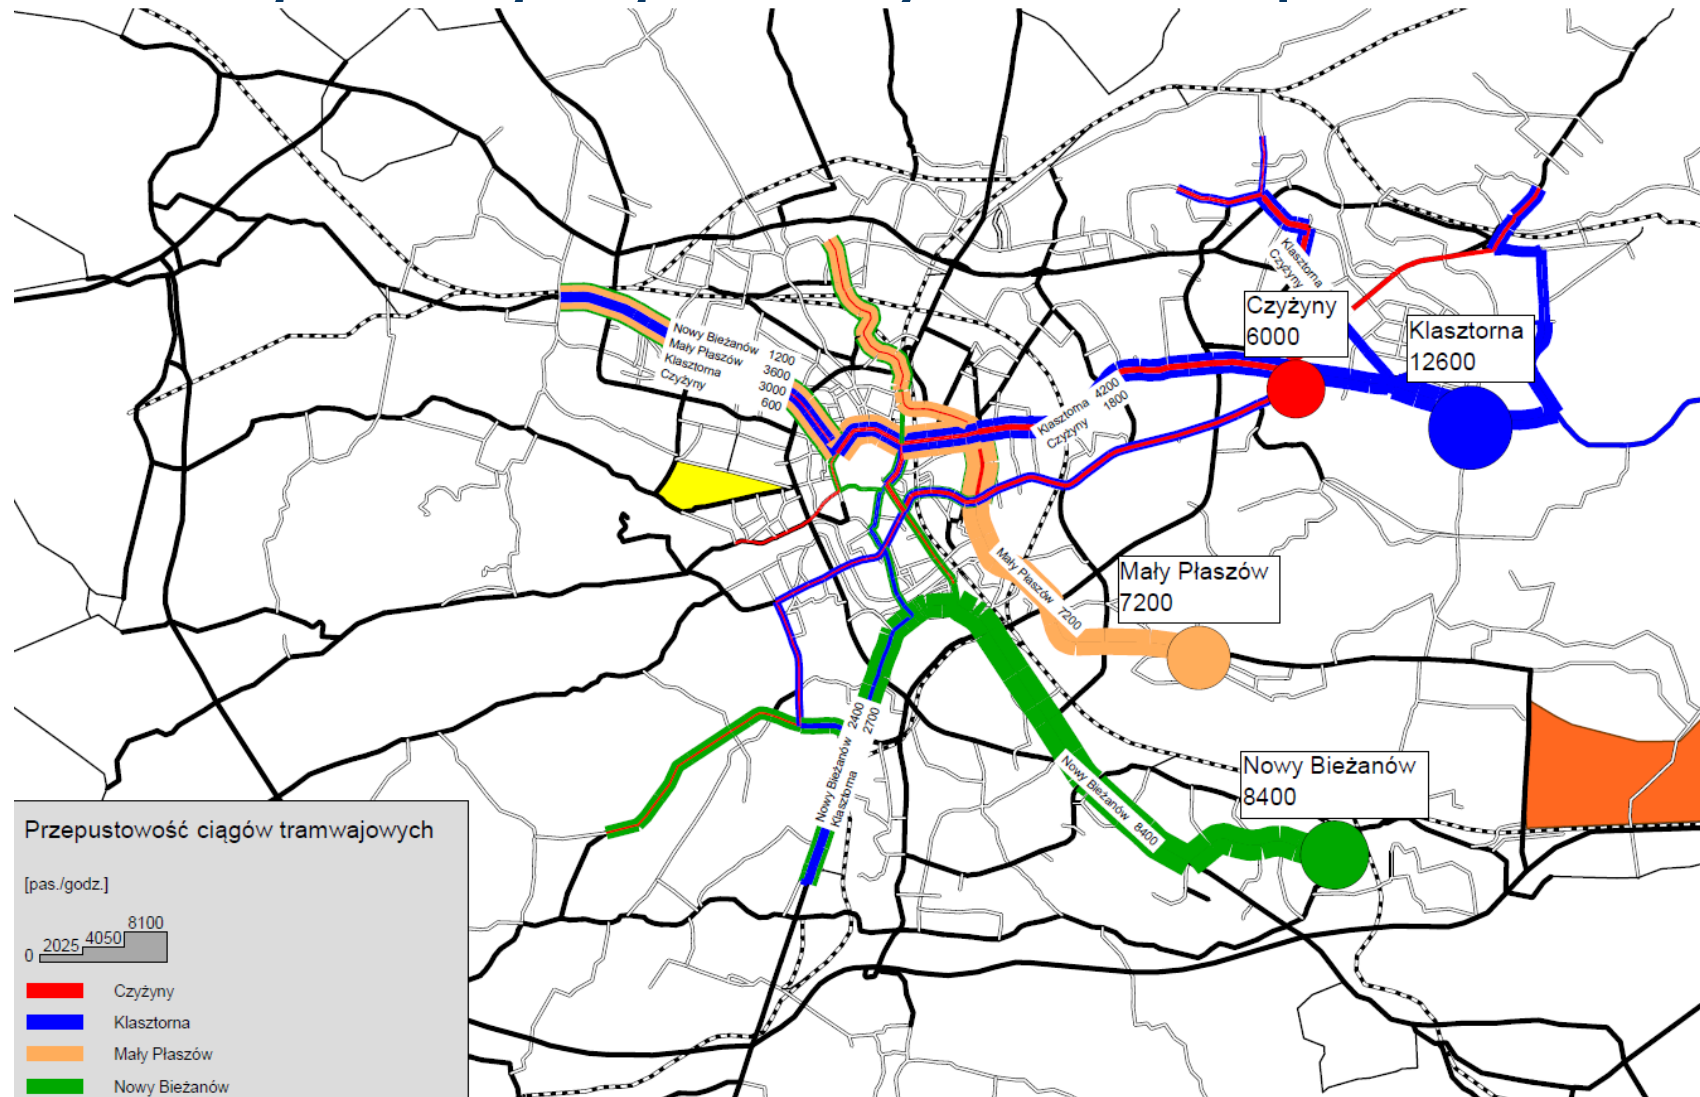 Klasztorna
Czyżyny
Czyżyny
6000
Klasztorna
12600
Nowy Bieżanów 1200
Mały Płaszów 3600
Klasztorna 3000
Czyżyny 600
Klasztorna 4200
Czyżyny 1800
Mały Płaszów 7200
Mały Płaszów
7200
Nowy Bieżanów 2400
Klasztorna 2700
Nowy Bieżanów 8400
Nowy Bieżanów
8400
Przepustowość ciągów tramwajowych
[pas./godz.]
0 2025 4050 8100
Czyżyny
Klasztorna
Mały Płaszów
Nowy Bieżanów